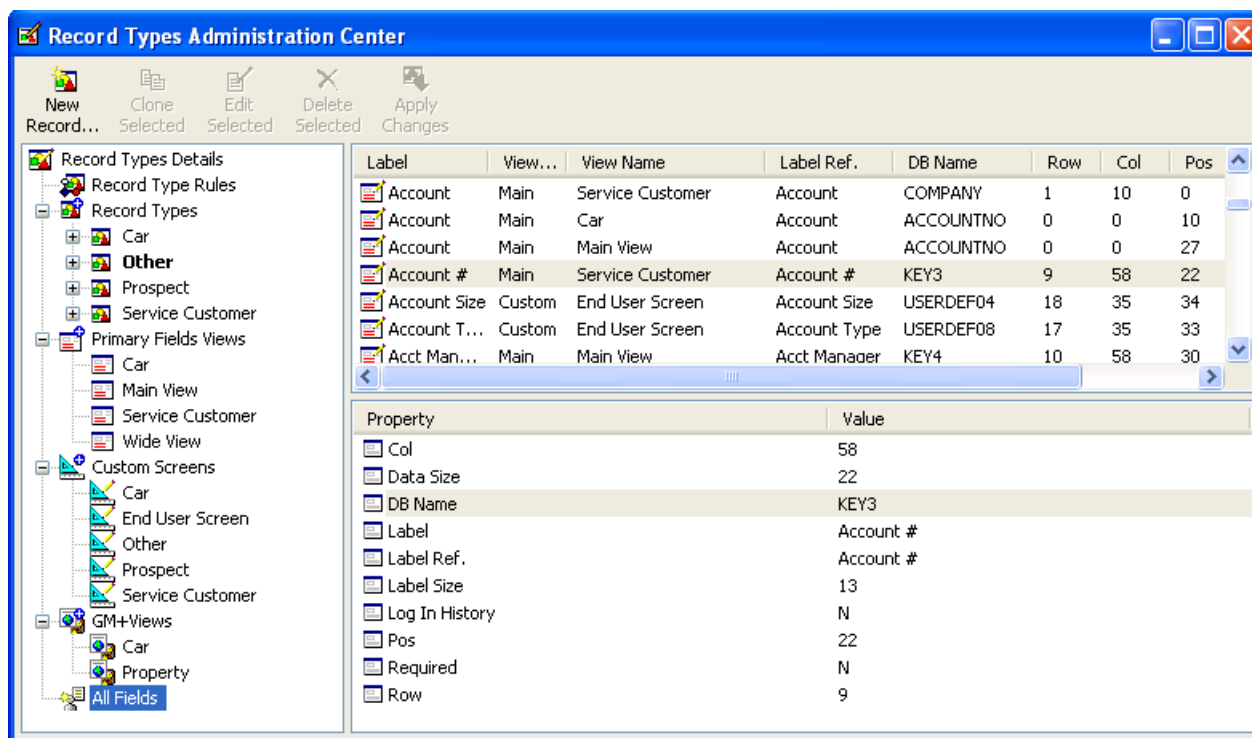 Record Types Administration Center
New Record... Clone Selected Edit Selected Delete Selected Apply Changes
Record Types Details
Record Type Rules
Record Types
Car
Other
Prospect
Service Customer
Primary Fields Views
Car
Main View
Service Customer
Wide View
Custom Screens
Car
End User Screen
Other
Prospect
Service Customer
GM+Views
Car
Property
All Fields
Label View... View Name Label Ref. DB Name Row Col Pos
Account Main Service Customer Account COMPANY 1 10 0
Account Main Car Account ACCOUNTNO 0 0 10
Account Main Main View Account ACCOUNTNO 0 0 27
Account # Main Service Customer Account # KEY3 9 58 22
Account Size Custom End User Screen Account Size USERDEF04 18 35 34
Account T... Custom End User Screen Account Type USERDEF08 17 35 33
Acct Man... Main Main View Acct Manager KEY4 10 58 30
Property Value
Col 58
Data Size 22
DB Name KEY3
Label Account #
Label Ref. Account #
Label Size 13
Log In History N
Pos 22
Required N
Row 9